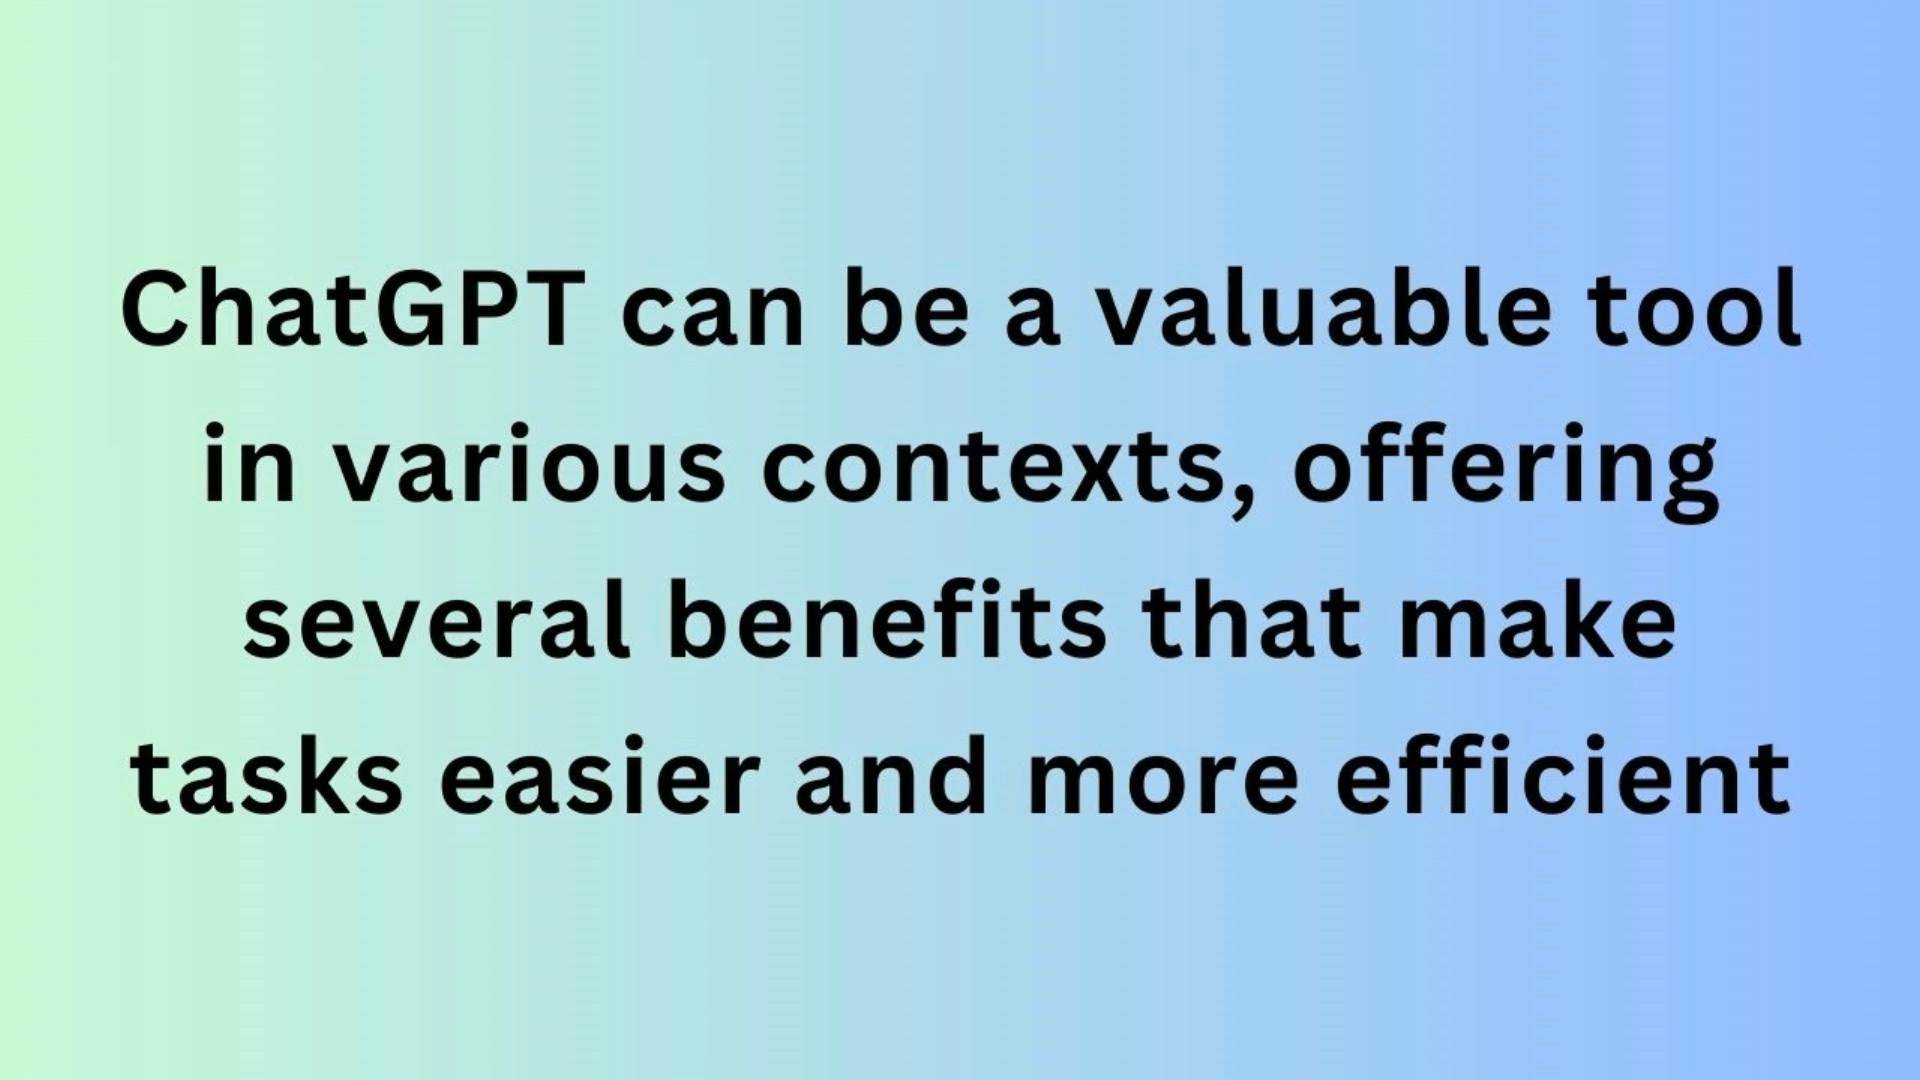 ChatGPT can be a valuable tool
in various contexts, offering
several benefits that make
tasks easier and more efficient